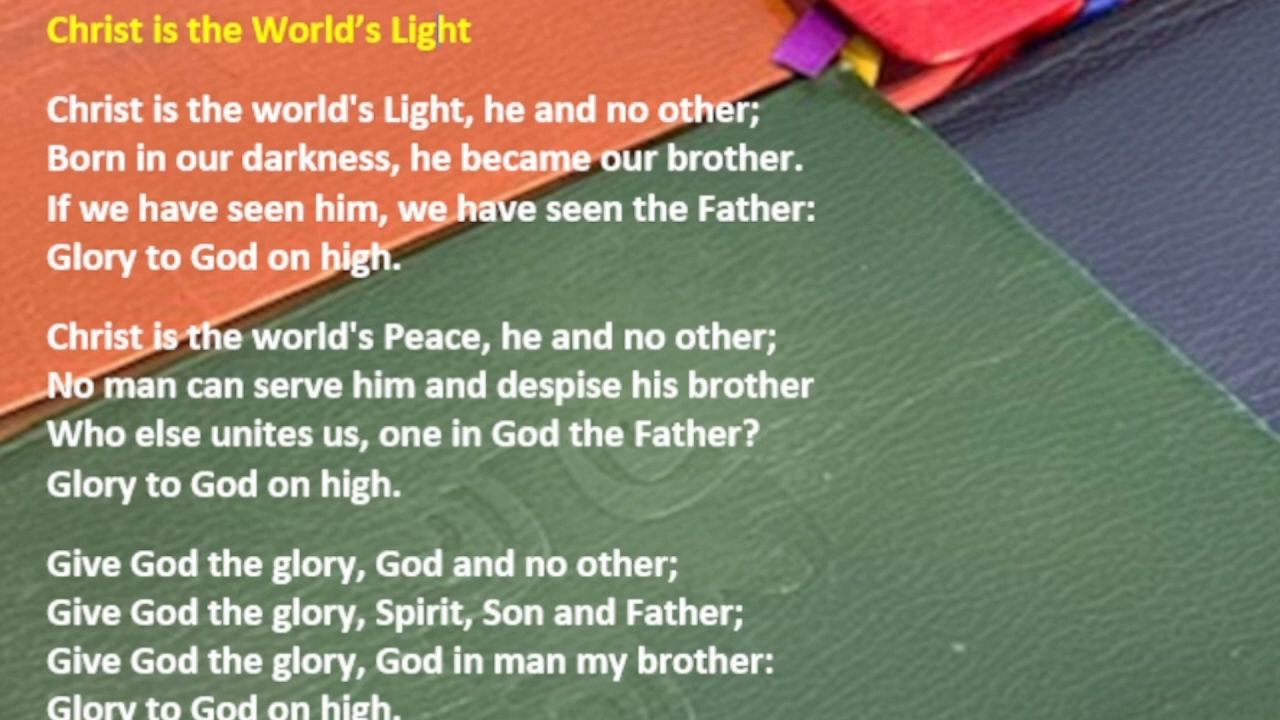 Christ is the World’s Light
Christ is the world's Light, he and no other;
Born in our darkness, he became our brother.
If we have seen him, we have seen the Father:
Glory to God on high.
Christ is the world's Peace, he and no other;
No man can serve him and despise his brother
Who else unites us, one in God the Father?
Glory to God on high.
Give God the glory, God and no other;
Give God the glory, Spirit, Son and Father;
Give God the glory, God in man my brother:
Glory to God on high.